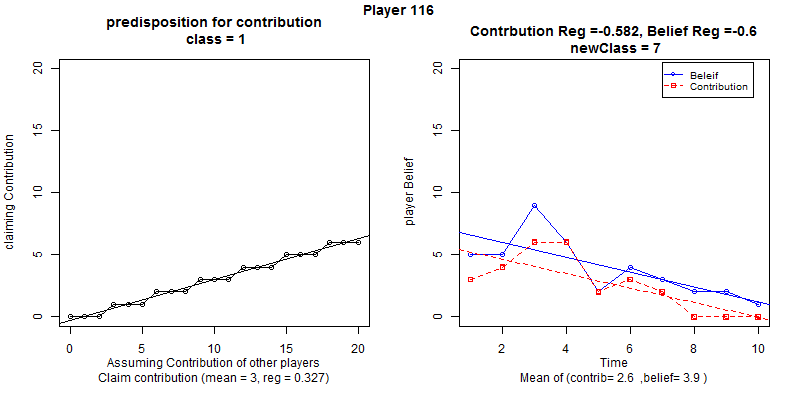 Player 116
predisposition for contribution
class = 1
claiming Contribution
20
15
10
5
0
0 5 10 15 20
Assuming Contribution of other players
Claim contribution (mean = 3, reg = 0.327)
Contrbution Reg =-0.582, Belief Reg =-0.6
newClass = 7
player Belief
20
15
10
5
0
Beleif
Contribution
2 4 6 8 10
Time
Mean of (contrib= 2.6 ,belief= 3.9 )